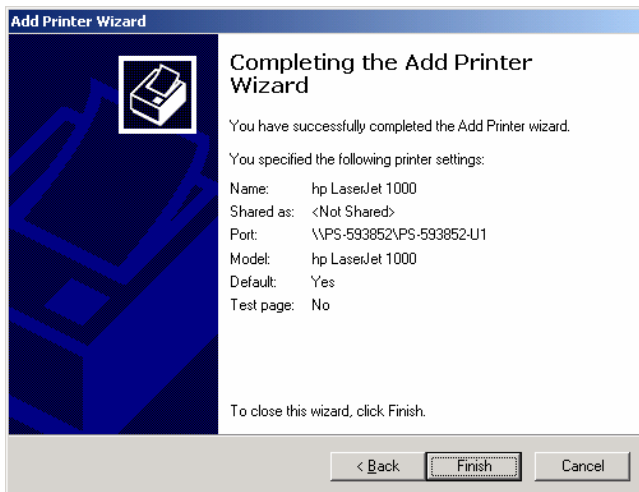 Add Printer Wizard
Completing the Add Printer
Wizard
You have successfully completed the Add Printer wizard.
You specified the following printer settings:
Name: hp LaserJet 1000
Shared as: <Not Shared>
Port: \\PS-593852\PS-593852-U1
Model: hp LaserJet 1000
Default: Yes
Test page: No
To close this wizard, click Finish.
< Back Finish Cancel